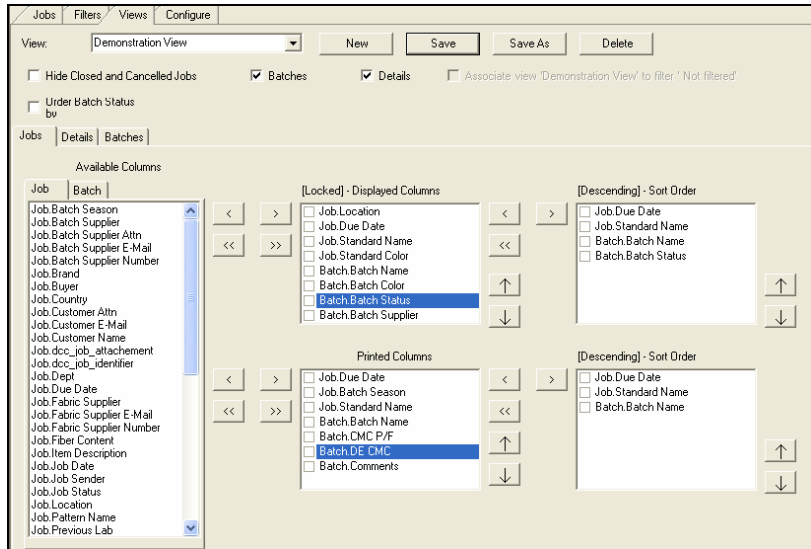 Jobs Filters Views Configure
View: Demonstration View New Save Save As Delete
Hide Closed and Cancelled Jobs Batches Details Associate view 'Demonstration View' to filter ' Not filtered'
Under Batch Status
by
Jobs Details Batches
Available Columns
Job Batch
Job.Batch Season
Job.Batch Supplier
Job.Batch Supplier Attn
Job.Batch Supplier E-Mail
Job.Batch Supplier Number
Job.Brand
Job.Buyer
Job.Country
Job.Customer Attn
Job.Customer E-Mail
Job.Customer Name
Job.dcc_job_attachement
Job.dcc_job_identifier
Job.Dept
Job.Due Date
Job.Fabric Supplier
Job.Fabric Supplier E-Mail
Job.Fabric Supplier Number
Job.Fiber Content
Job.Item Description
Job.Job Date
Job.Job Sender
Job.Job Status
Job.Location
Job.Pattern Name
Job.Previous Lab
< >
<< >>
[Locked] - Displayed Columns
Job.Location
Job.Due Date
Job.Standard Name
Job.Standard Color
Batch.Batch Name
Batch.Batch Color
Batch.Batch Status
Batch.Batch Supplier
< >
<<
[Descending] - Sort Order
Job.Due Date
Job.Standard Name
Batch.Batch Name
Batch.Batch Status
< >
<< >>
Printed Columns
Job.Due Date
Job.Batch Season
Job.Standard Name
Batch.Batch Name
Batch.CMC P/F
Batch.DE CMC
Batch.Comments
< >
<<
[Descending] - Sort Order
Job.Due Date
Job.Standard Name
Batch.Batch Name